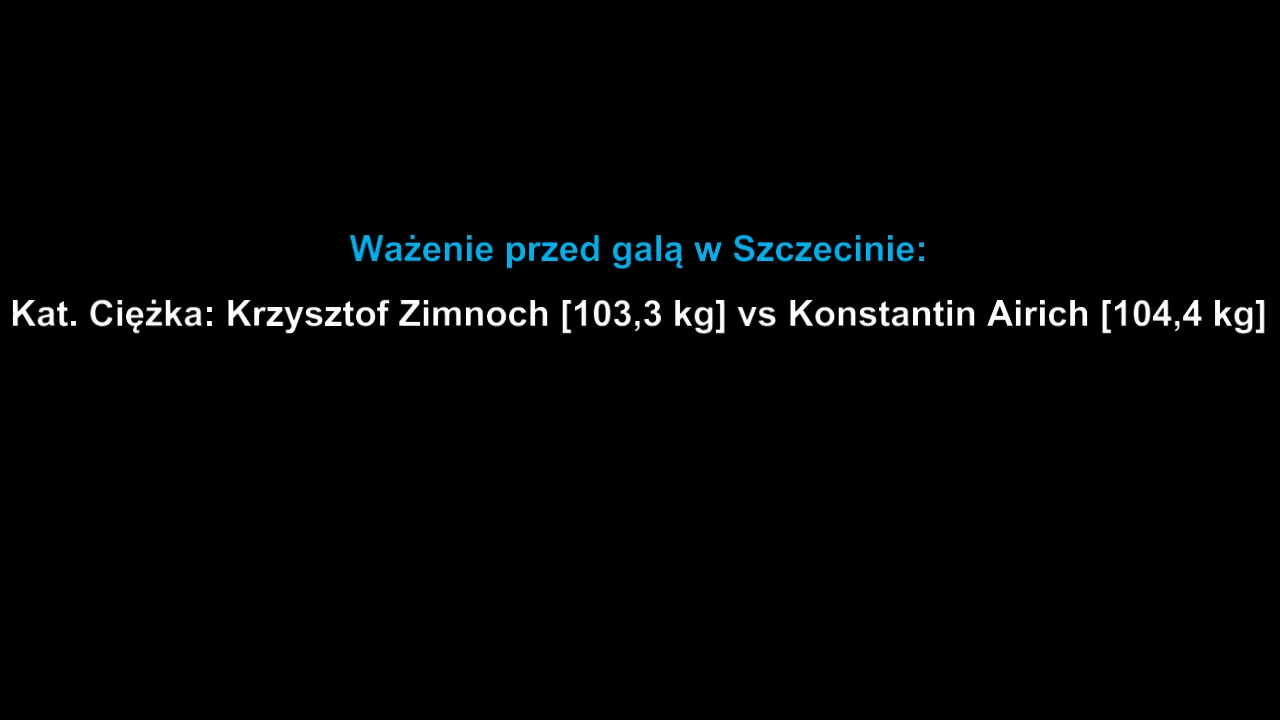 Ważenie przed galą w Szczecinie:
Kat. Ciężka: Krzysztof Zimnoch [103,3 kg] vs Konstantin Airich [104,4 kg]